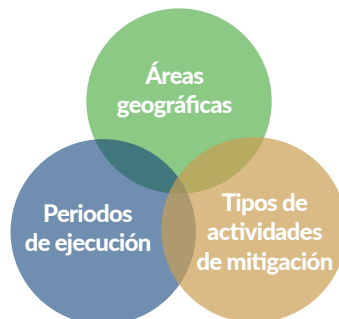 Áreas
geográficas
Periodos
de ejecución
Tipos de
actividades
de mitigación